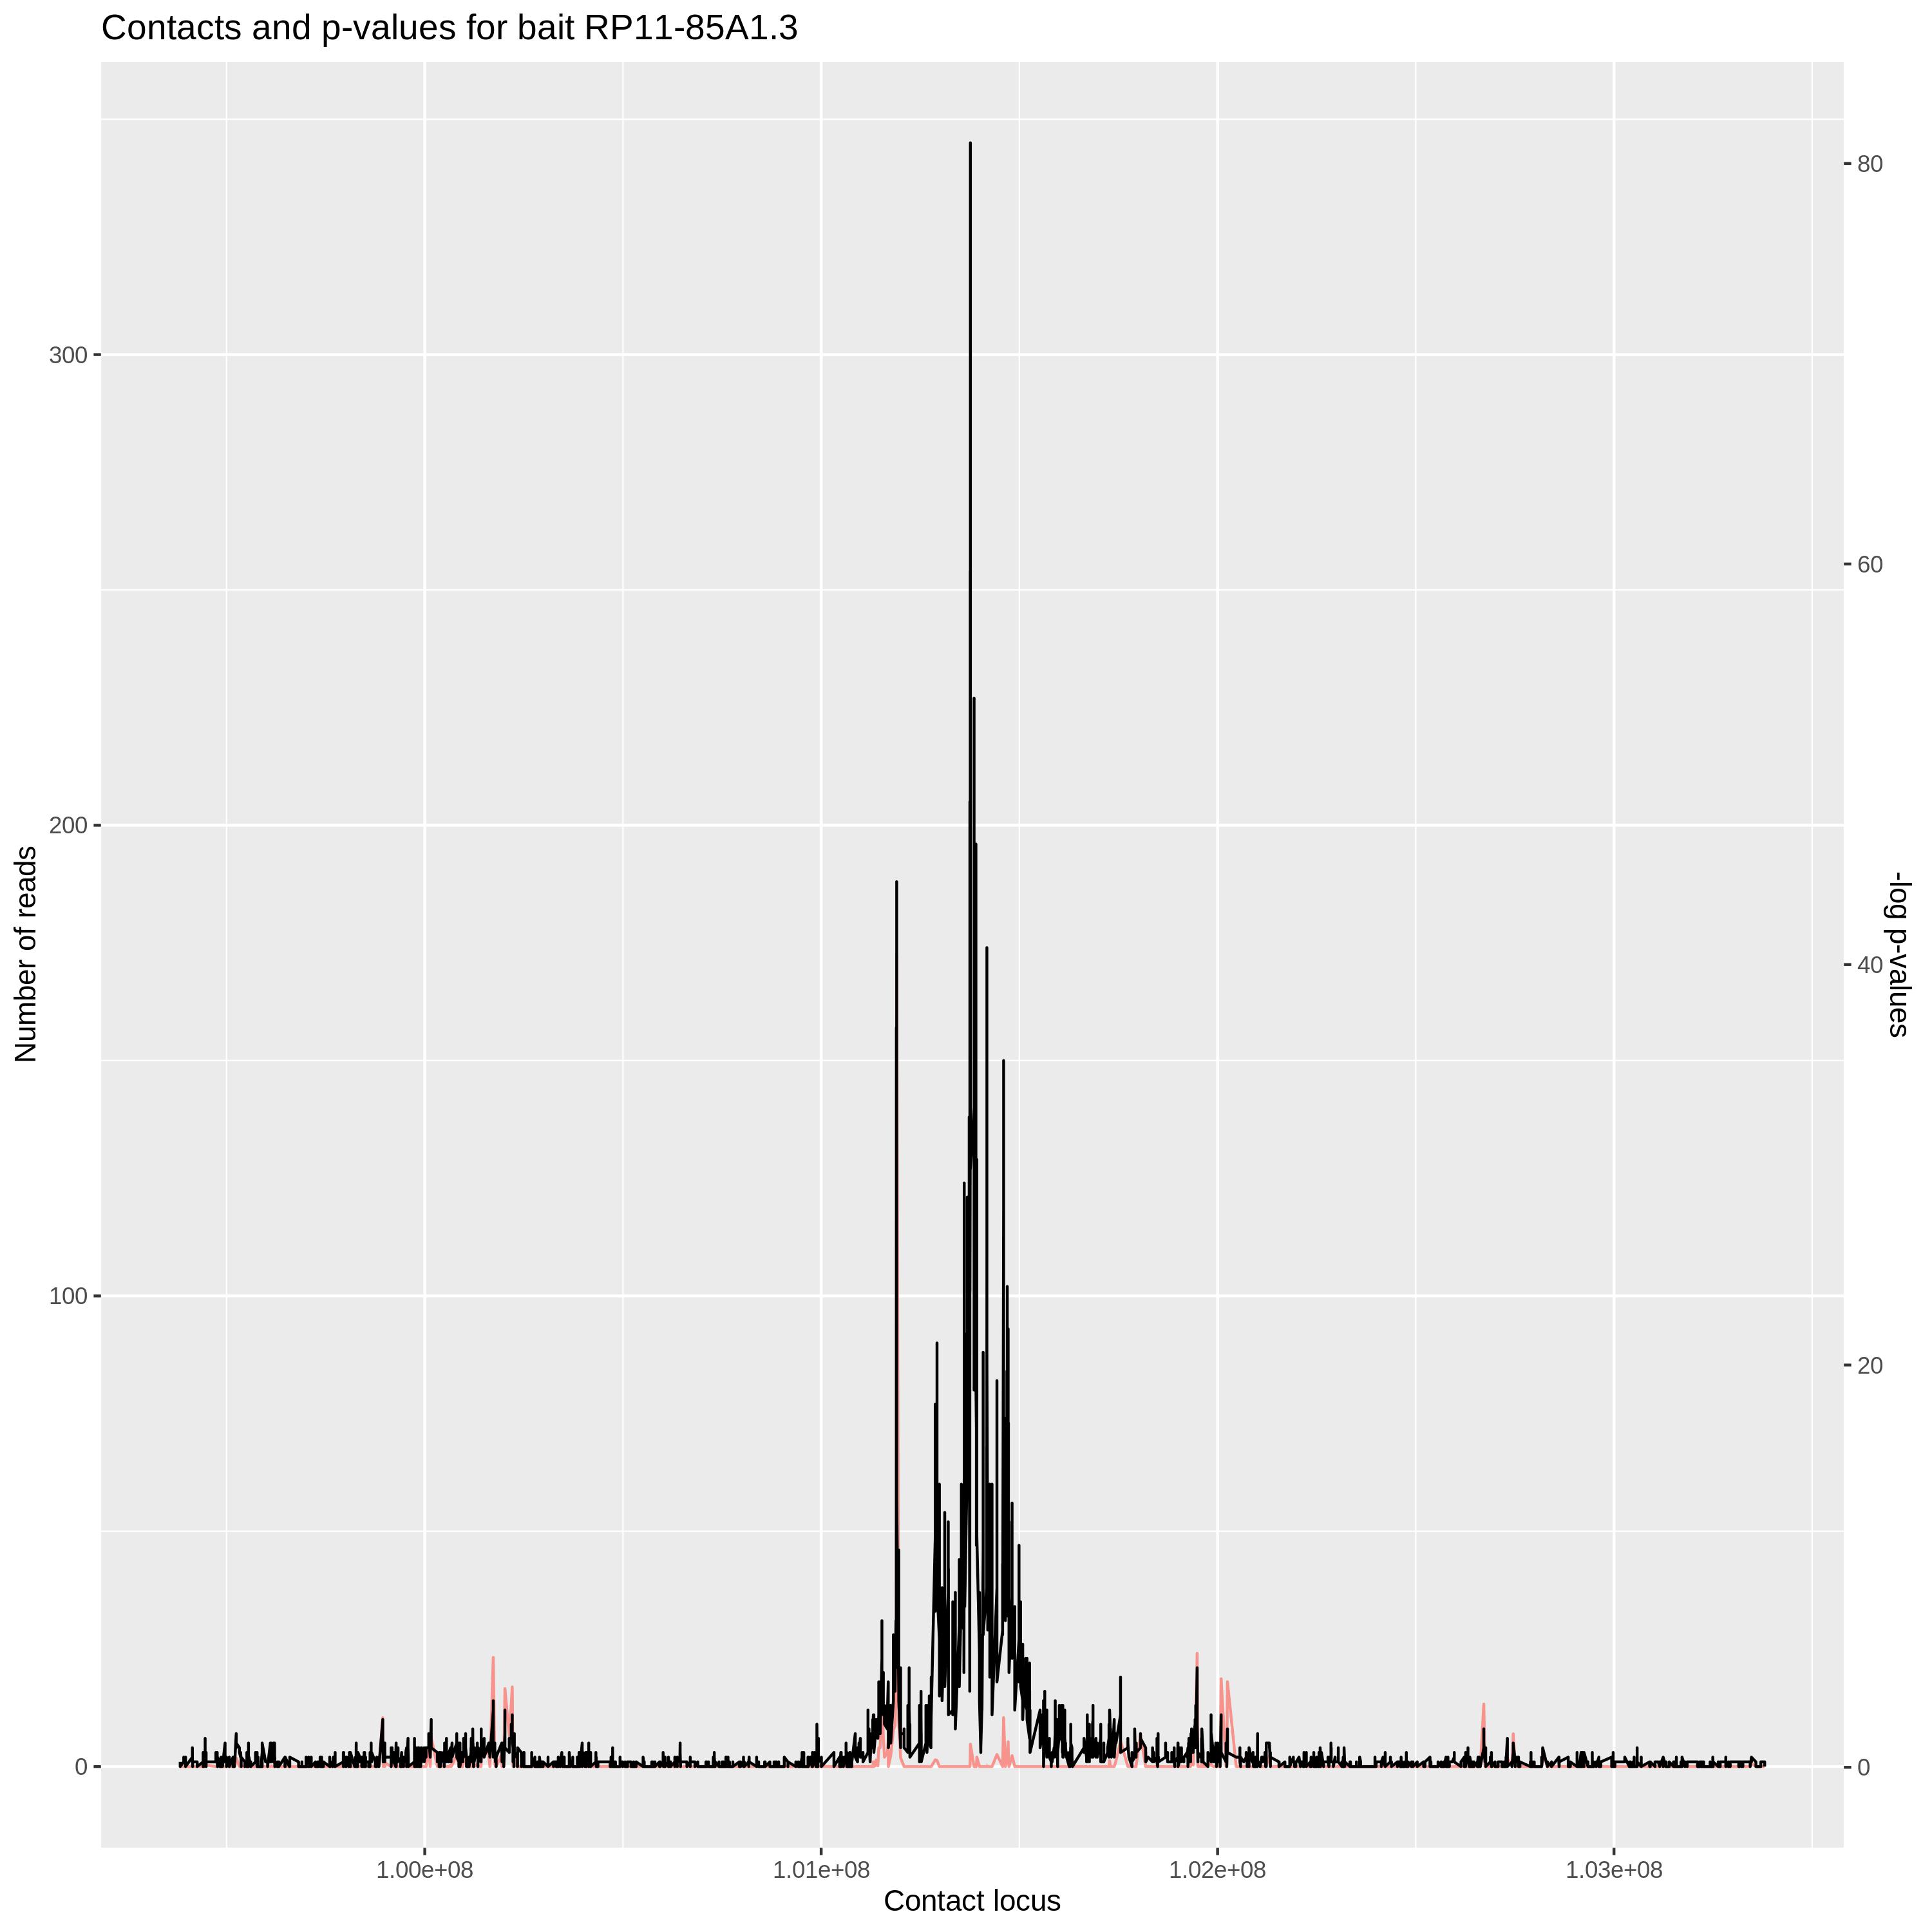 Contacts and p-values for bait RP11-85A1.3
300
200
100
0
Number of reads
80
60
40
20
0
-log p-values
1.00e+08 1.01e+08 1.02e+08 1.03e+08
Contact locus